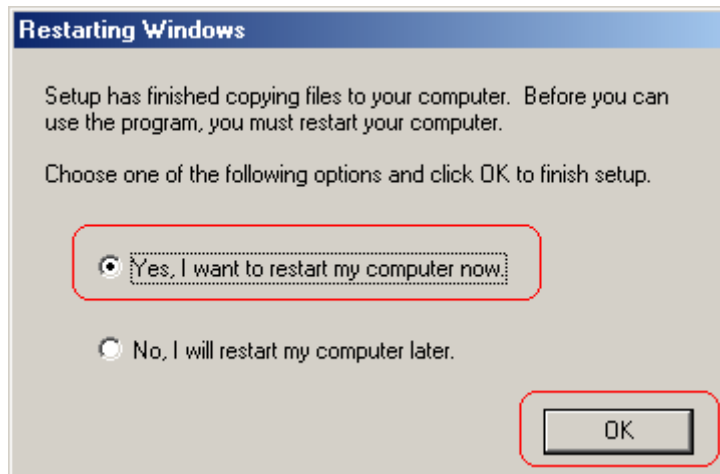 Restarting Windows
Setup has finished copying files to your computer.  Before you can
use the program, you must restart your computer.
Choose one of the following options and click OK to finish setup.
Yes, I want to restart my computer now.
No, I will restart my computer later.
OK